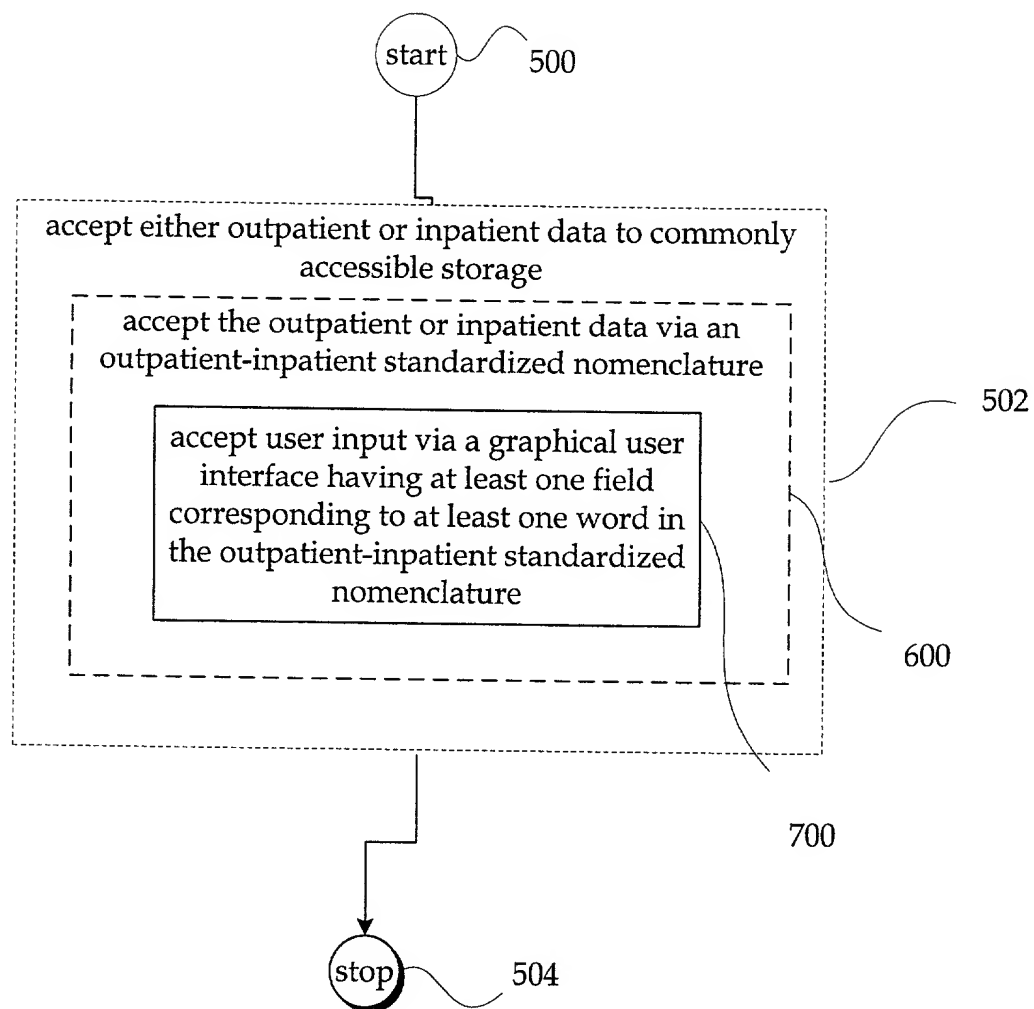 start
500
accept either outpatient or inpatient data to commonly
accessible storage
accept the outpatient or inpatient data via an
outpatient-inpatient standardized nomenclature
502
accept user input via a graphical user
interface having at least one field
corresponding to at least one word in
the outpatient-inpatient standardized
nomenclature
600
700
stop
504